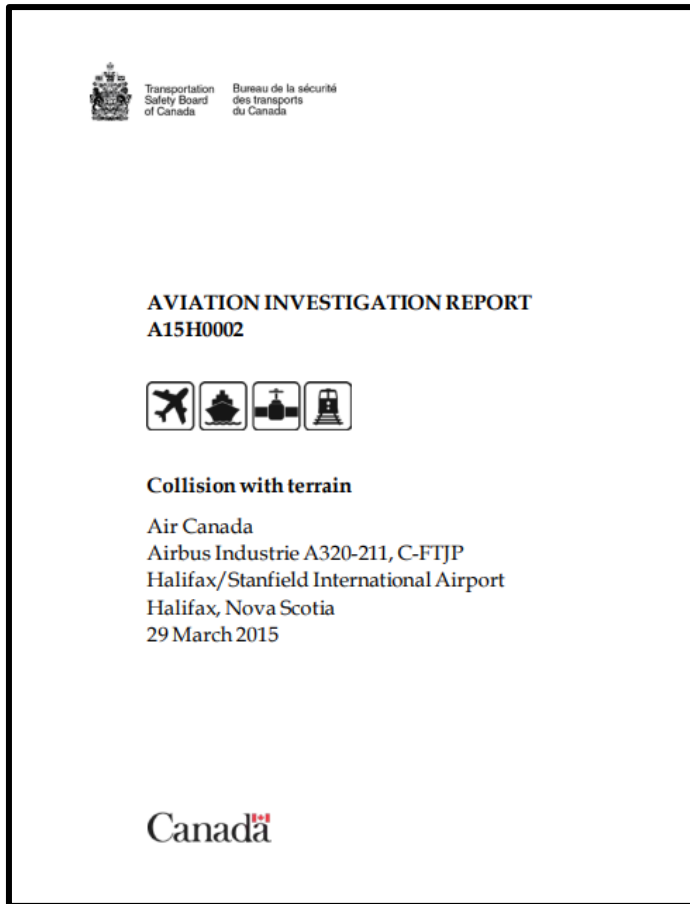 Transportation
Safety Board
of Canada
Bureau de la sécurité
des transports
du Canada
AVIATION INVESTIGATION REPORT
A15H0002
Collision with terrain
Air Canada
Airbus Industrie A320-211, C-FTJP
Halifax/Stanfield International Airport
Halifax, Nova Scotia
29 March 2015
Canada